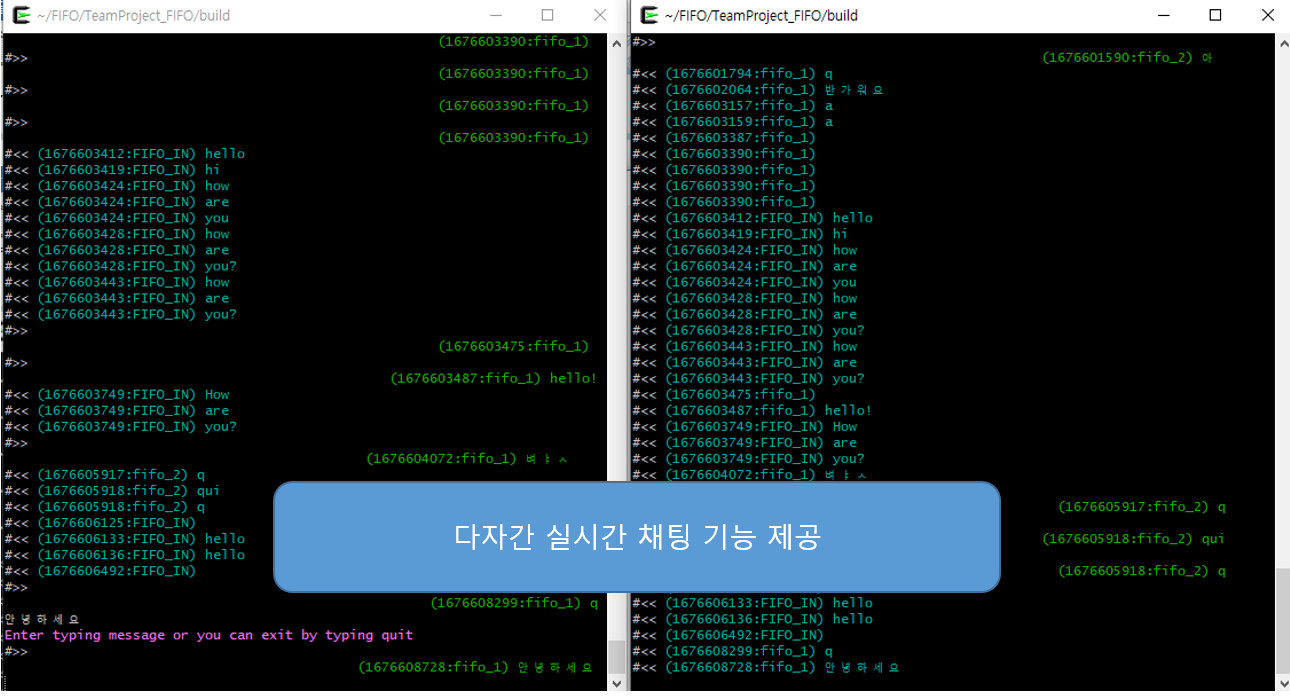 ~/FIFO/TeamProject_FIFO/build
(1676603390:fifo_1)
#>>
(1676603390:fifo_1)
#>>
(1676603390:fifo_1)
#>>
(1676603390:fifo_1)
#<< (1676603412:FIFO_IN) hello
#<< (1676603419:FIFO_IN) hi
#<< (1676603424:FIFO_IN) how
#<< (1676603424:FIFO_IN) are
#<< (1676603424:FIFO_IN) you
#<< (1676603428:FIFO_IN) how
#<< (1676603428:FIFO_IN) are
#<< (1676603428:FIFO_IN) you?
#<< (1676603443:FIFO_IN) how
#<< (1676603443:FIFO_IN) are
#<< (1676603443:FIFO_IN) you?
#>>
(1676603475:fifo_1)
#>>
(1676603487:fifo_1) hello!
#<< (1676603749:FIFO_IN) How
#<< (1676603749:FIFO_IN) are
#<< (1676603749:FIFO_IN) you?
#>>
(1676604072:fifo_1) 벼ㅑㅅ
#<< (1676605917:fifo_2) q
#<< (1676605918:fifo_2) qui
#<< (1676605918:fifo_2) q
#<< (1676606125:FIFO_IN)
#<< (1676606133:FIFO_IN) hello
#<< (1676606136:FIFO_IN) hello
#<< (1676606492:FIFO_IN)
#>>
(1676608299:fifo_1) q
안녕하세요
Enter typing message or you can exit by typing quit
#>>
(1676608728:fifo_1) 안녕하세요
~/FIFO/TeamProject_FIFO/build
#>>
(1676601590:fifo_2) 아
#<< (1676601794:fifo_1) q
#<< (1676602064:fifo_1) 반가워요
#<< (1676603157:fifo_1) a
#<< (1676603159:fifo_1) a
#<< (1676603387:fifo_1)
#<< (1676603390:fifo_1)
#<< (1676603390:fifo_1)
#<< (1676603390:fifo_1)
#<< (1676603390:fifo_1)
#<< (1676603412:FIFO_IN) hello
#<< (1676603419:FIFO_IN) hi
#<< (1676603424:FIFO_IN) how
#<< (1676603424:FIFO_IN) are
#<< (1676603424:FIFO_IN) you
#<< (1676603428:FIFO_IN) how
#<< (1676603428:FIFO_IN) are
#<< (1676603428:FIFO_IN) you?
#<< (1676603443:FIFO_IN) how
#<< (1676603443:FIFO_IN) are
#<< (1676603443:FIFO_IN) you?
#<< (1676603475:fifo_1)
#<< (1676603487:fifo_1) hello!
#<< (1676603749:FIFO_IN) How
#<< (1676603749:FIFO_IN) are
#<< (1676603749:FIFO_IN) you?
#<< (1676604072:fifo_1) 벼ㅑㅅ
(1676605917:fifo_2) q
(1676605918:fifo_2) qui
(1676605918:fifo_2) q
#<< (1676606133:FIFO_IN) hello
#<< (1676606136:FIFO_IN) hello
#<< (1676606492:FIFO_IN)
#<< (1676608299:fifo_1) q
#<< (1676608728:fifo_1) 안녕하세요
다자간 실시간 채팅 기능 제공